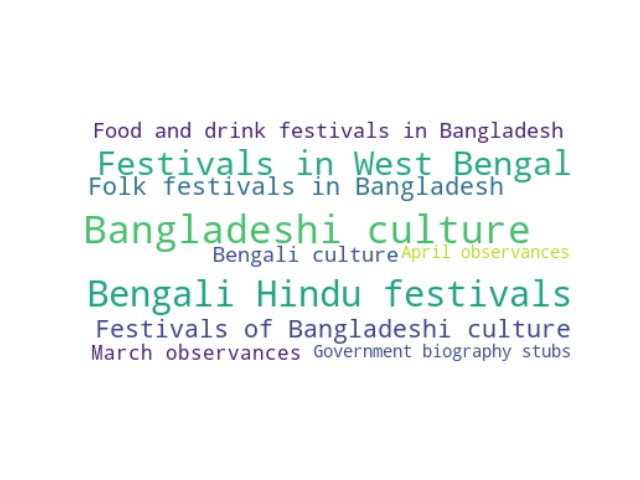 Food and drink festivals in Bangladesh
Festivals in West Bengal
Folk festivals in Bangladesh
Bangladeshi culture
Bengali culture April observances
Bengali Hindu festivals
Festivals of Bangladeshi culture
March observances Government biography stubs